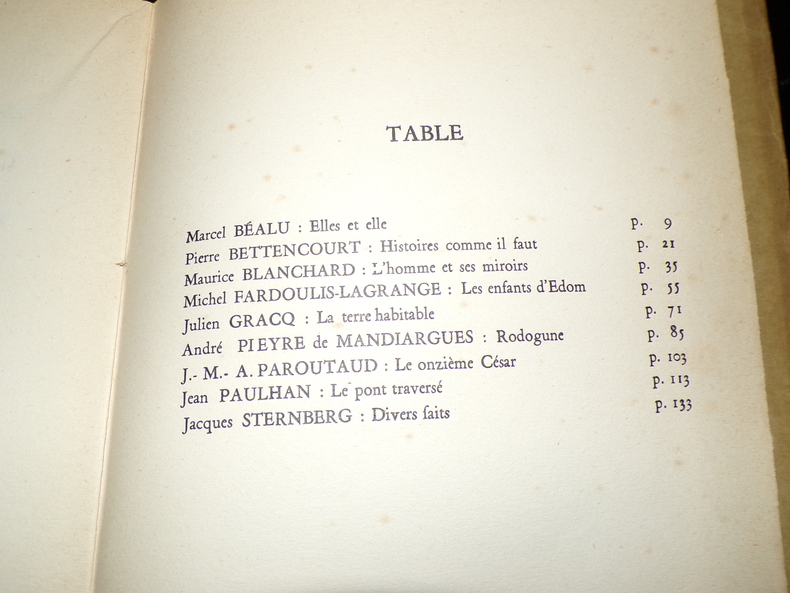 TABLE
Marcel BÉALU : Elles et elle p. 9
Pierre BETTENCOURT : Histoires comme il faut p. 21
Maurice BLANCHARD : L'homme et ses miroirs p. 35
Michel FARDOULIS-LAGRANGE : Les enfants d'Edom p. 55
Julien GRACQ : La terre habitable p. 71
André PIEYRE de MANDIARGUES : Rodogune p. 85
J.- M.- A. PAROUTAUD : Le onzième César p. 103
Jean PAULHAN : Le pont traversé p. 113
Jacques STERNBERG : Divers faits p. 133